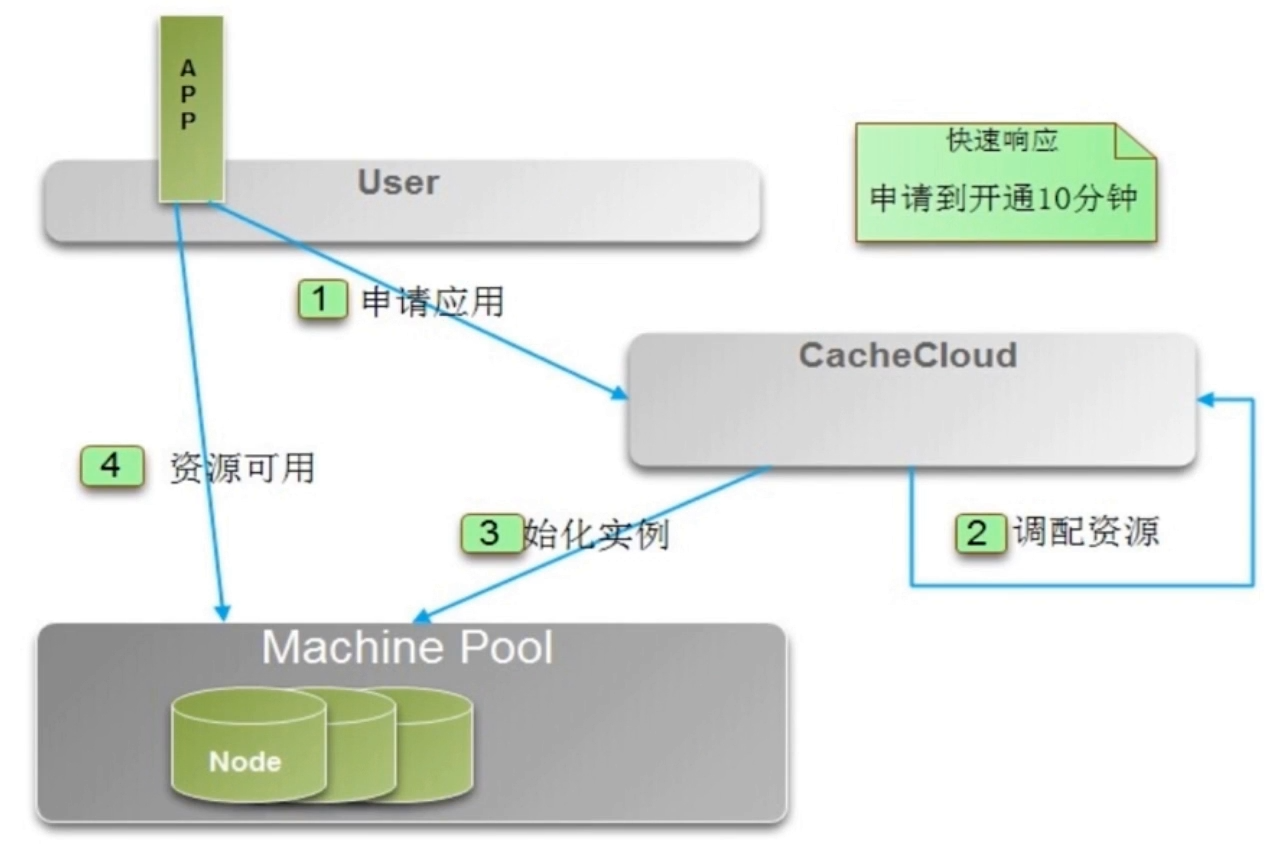 APP
User
快速响应
申请到开通10分钟
1 申请应用
CacheCloud
4 资源可用
3 始化实例
2 调配资源
Machine Pool
Node